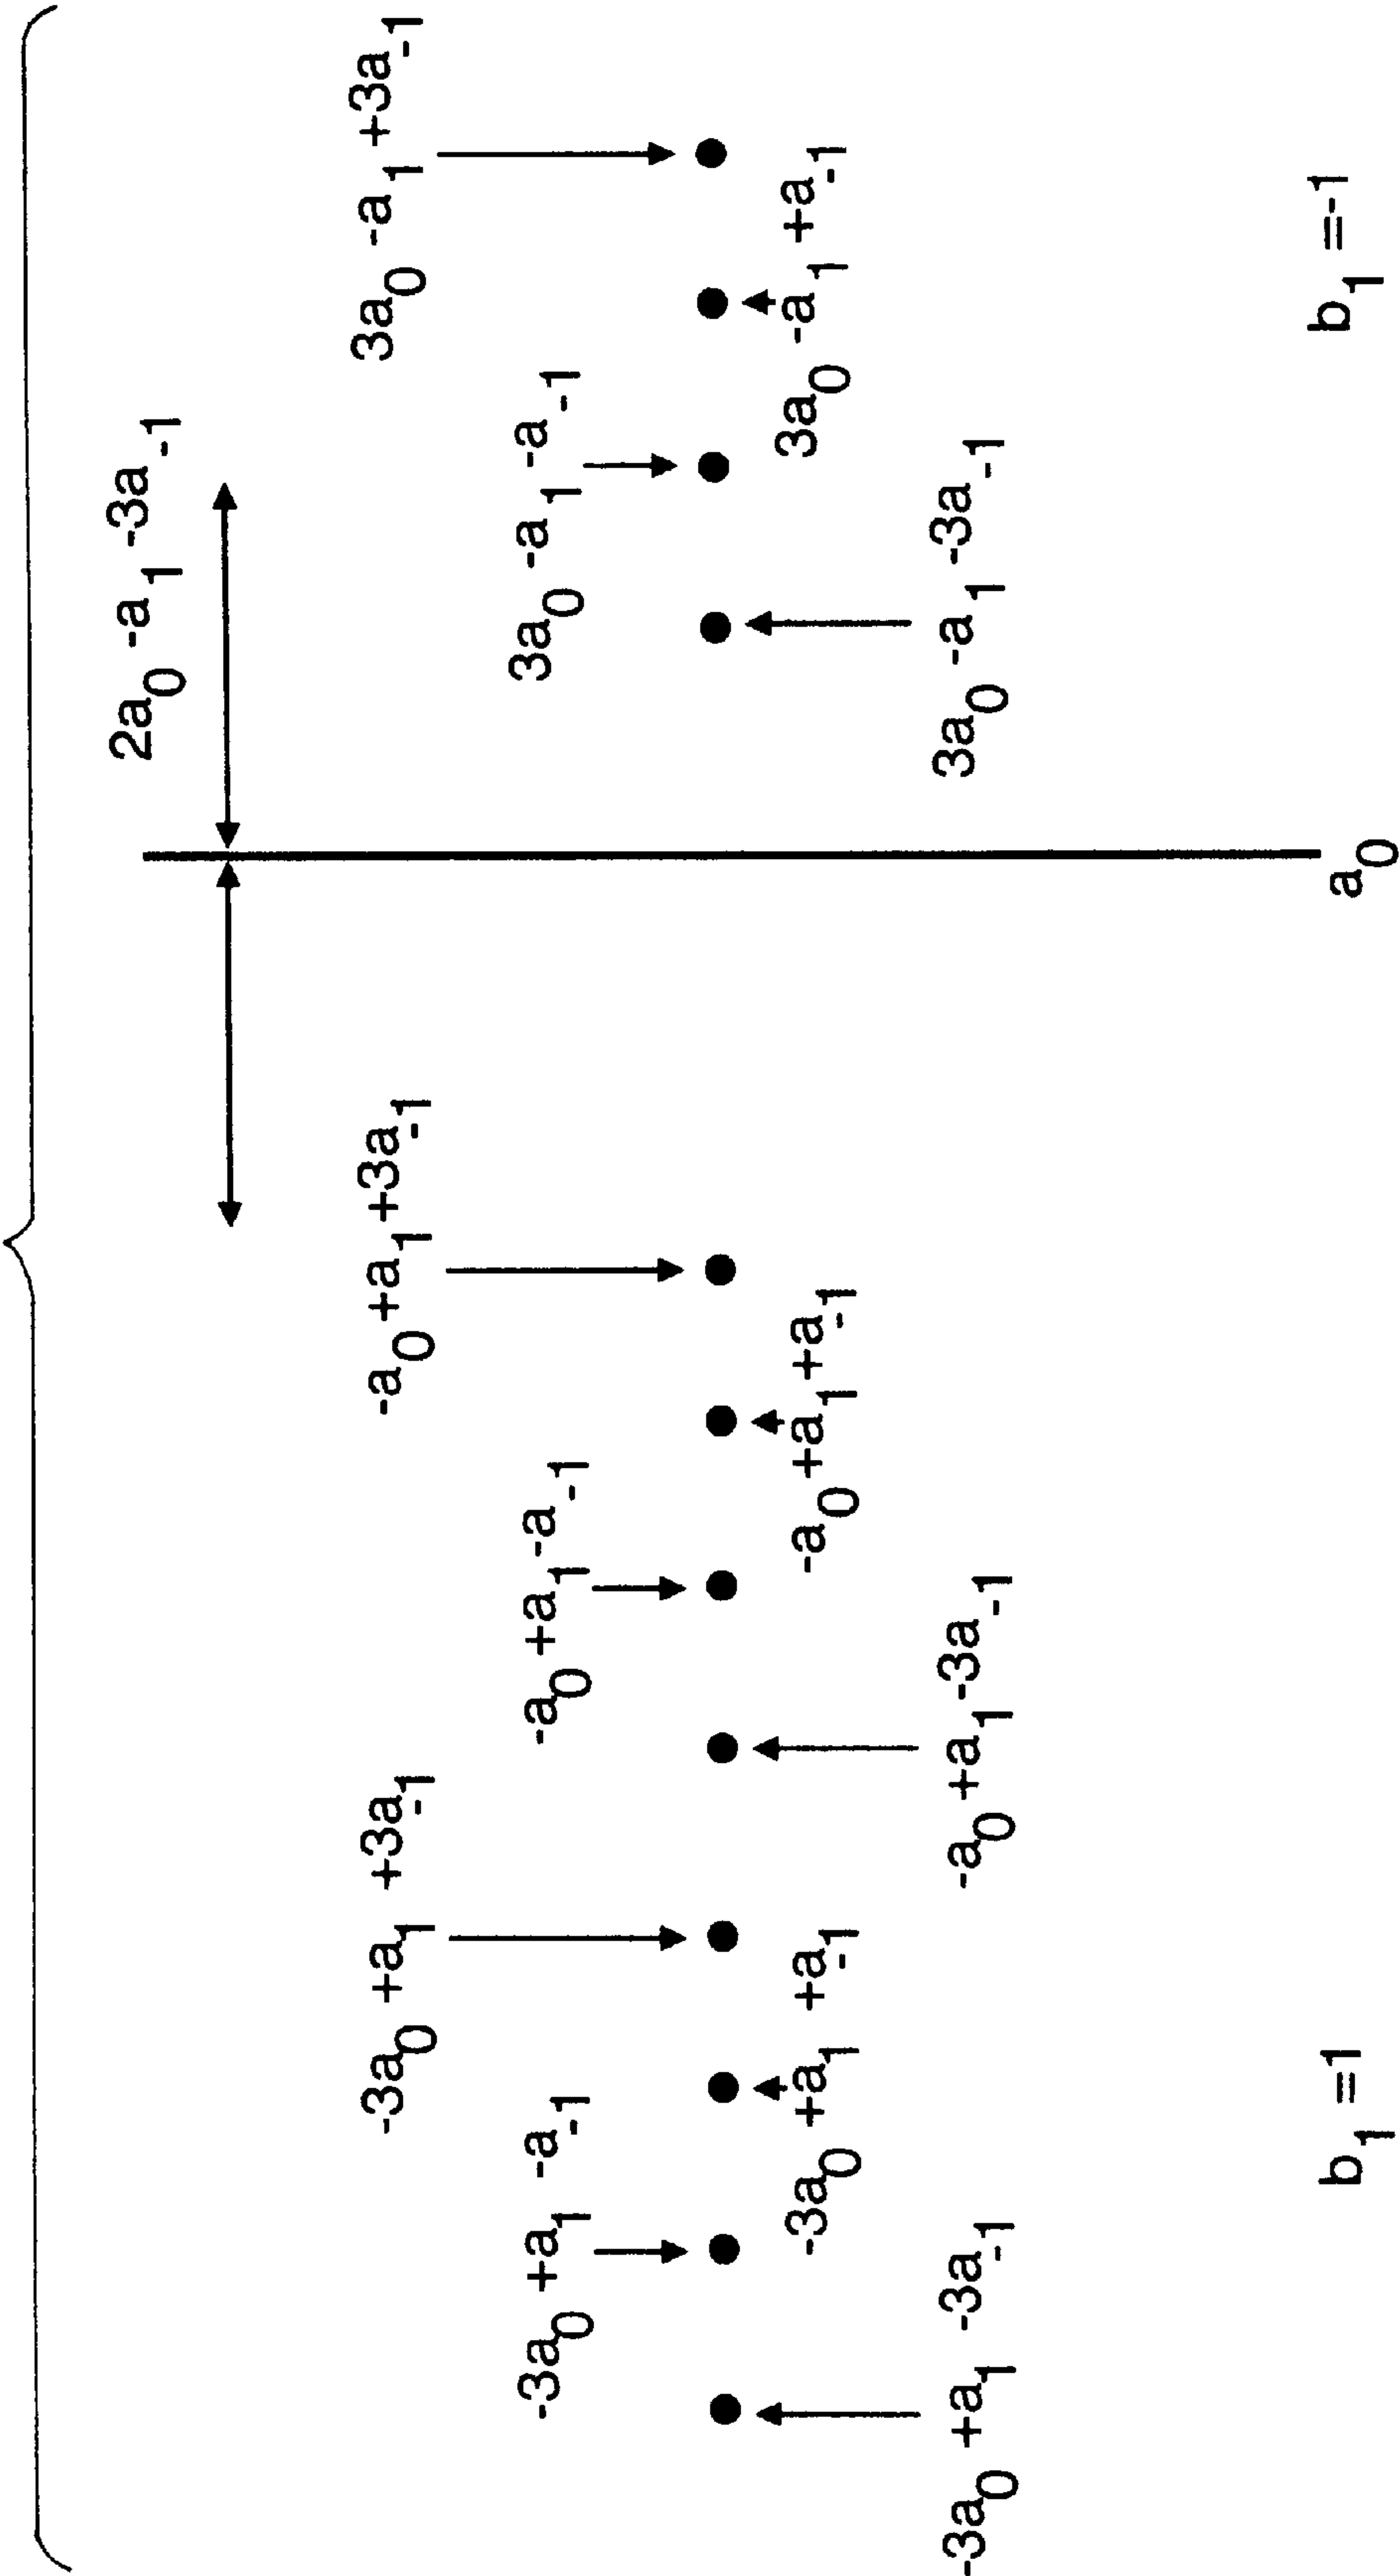 2a0 -a1 -3a-1
-3a0 +a1 +3a-1
-a0 +a1 +3a-1
3a0 -a1 +3a-1
-3a0 +a1 -a-1
-a0 +a1 -a-1
3a0 -a1 -a-1
-3a0 +a1 +a-1
-a0 +a1 +a-1
3a0 -a1 +a-1
-3a0 +a1 -3a-1
-a0 +a1 -3a-1
3a0 -a1 -3a-1
b1 =1
a0
b1 =-1